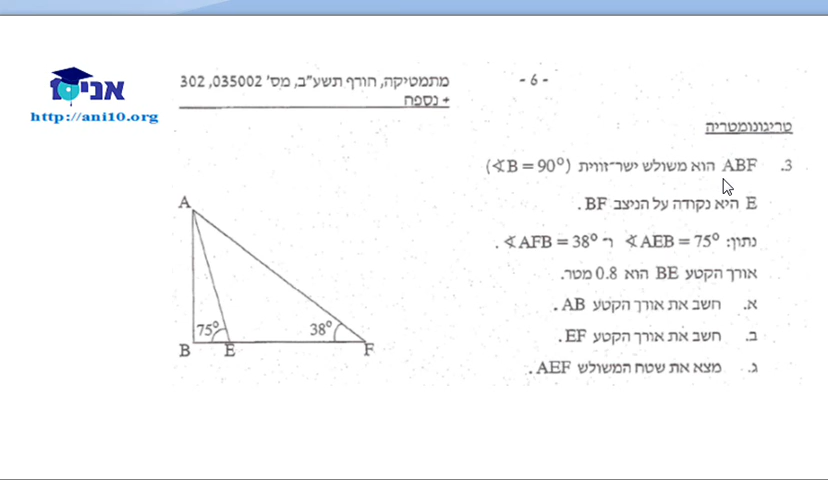 אני10
http://ani10.org
מתמטיקה, חורף תשע"ב, מס' 035002, 302
+ נספח
- 6 -
טריגונומטריה
3. ABF הוא משולש ישר־זווית (∢B = 90°)
E היא נקודה על הניצב BF .
נתון: ∢AEB = 75° ו־ ∢AFB = 38° .
אורך הקטע BE הוא 0.8 מטר.
א. חשב את אורך הקטע AB .
ב. חשב את אורך הקטע EF .
ג. מצא את שטח המשולש AEF .
A
75° 38°
B E F